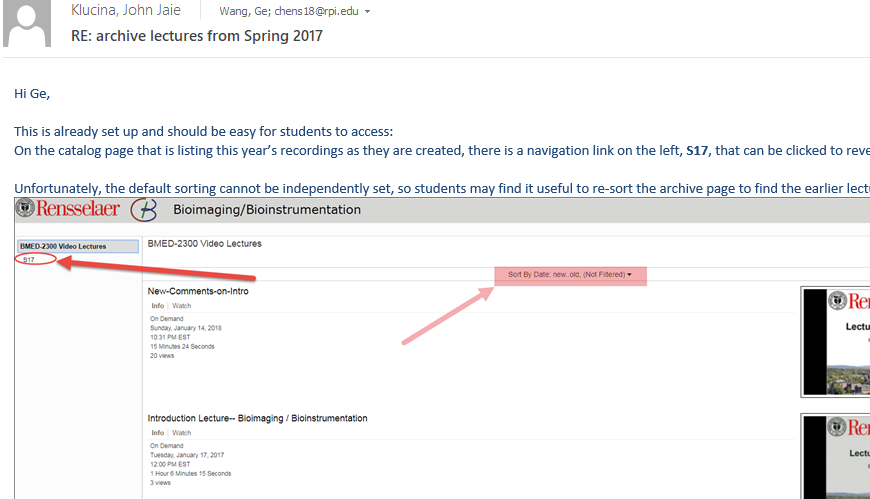 Klucina, John Jaie
Wang, Ge; chens18@rpi.edu
RE: archive lectures from Spring 2017
Hi Ge,
This is already set up and should be easy for students to access:
On the catalog page that is listing this year's recordings as they are created, there is a navigation link on the left, S17, that can be clicked to reve
Unfortunately, the default sorting cannot be independently set, so students may find it useful to re-sort the archive page to find the earlier lect
Rensselaer Bioimaging/Bioinstrumentation
BMED-2300 Video Lectures
S17
BMED-2300 Video Lectures
Sort By Date: new..old, (Not Filtered)
New-Comments-on-Intro
Info | Watch
On Demand
Sunday, January 14, 2018
10:31 PM EST
15 Minutes 24 Seconds
20 views
Rer
Lectu
Introduction Lecture-- Bioimaging / Bioinstrumentation
Info | Watch
On Demand
Tuesday, January 17, 2017
12:00 PM EST
1 Hour 6 Minutes 15 Seconds
3 views
Rer
Lectu